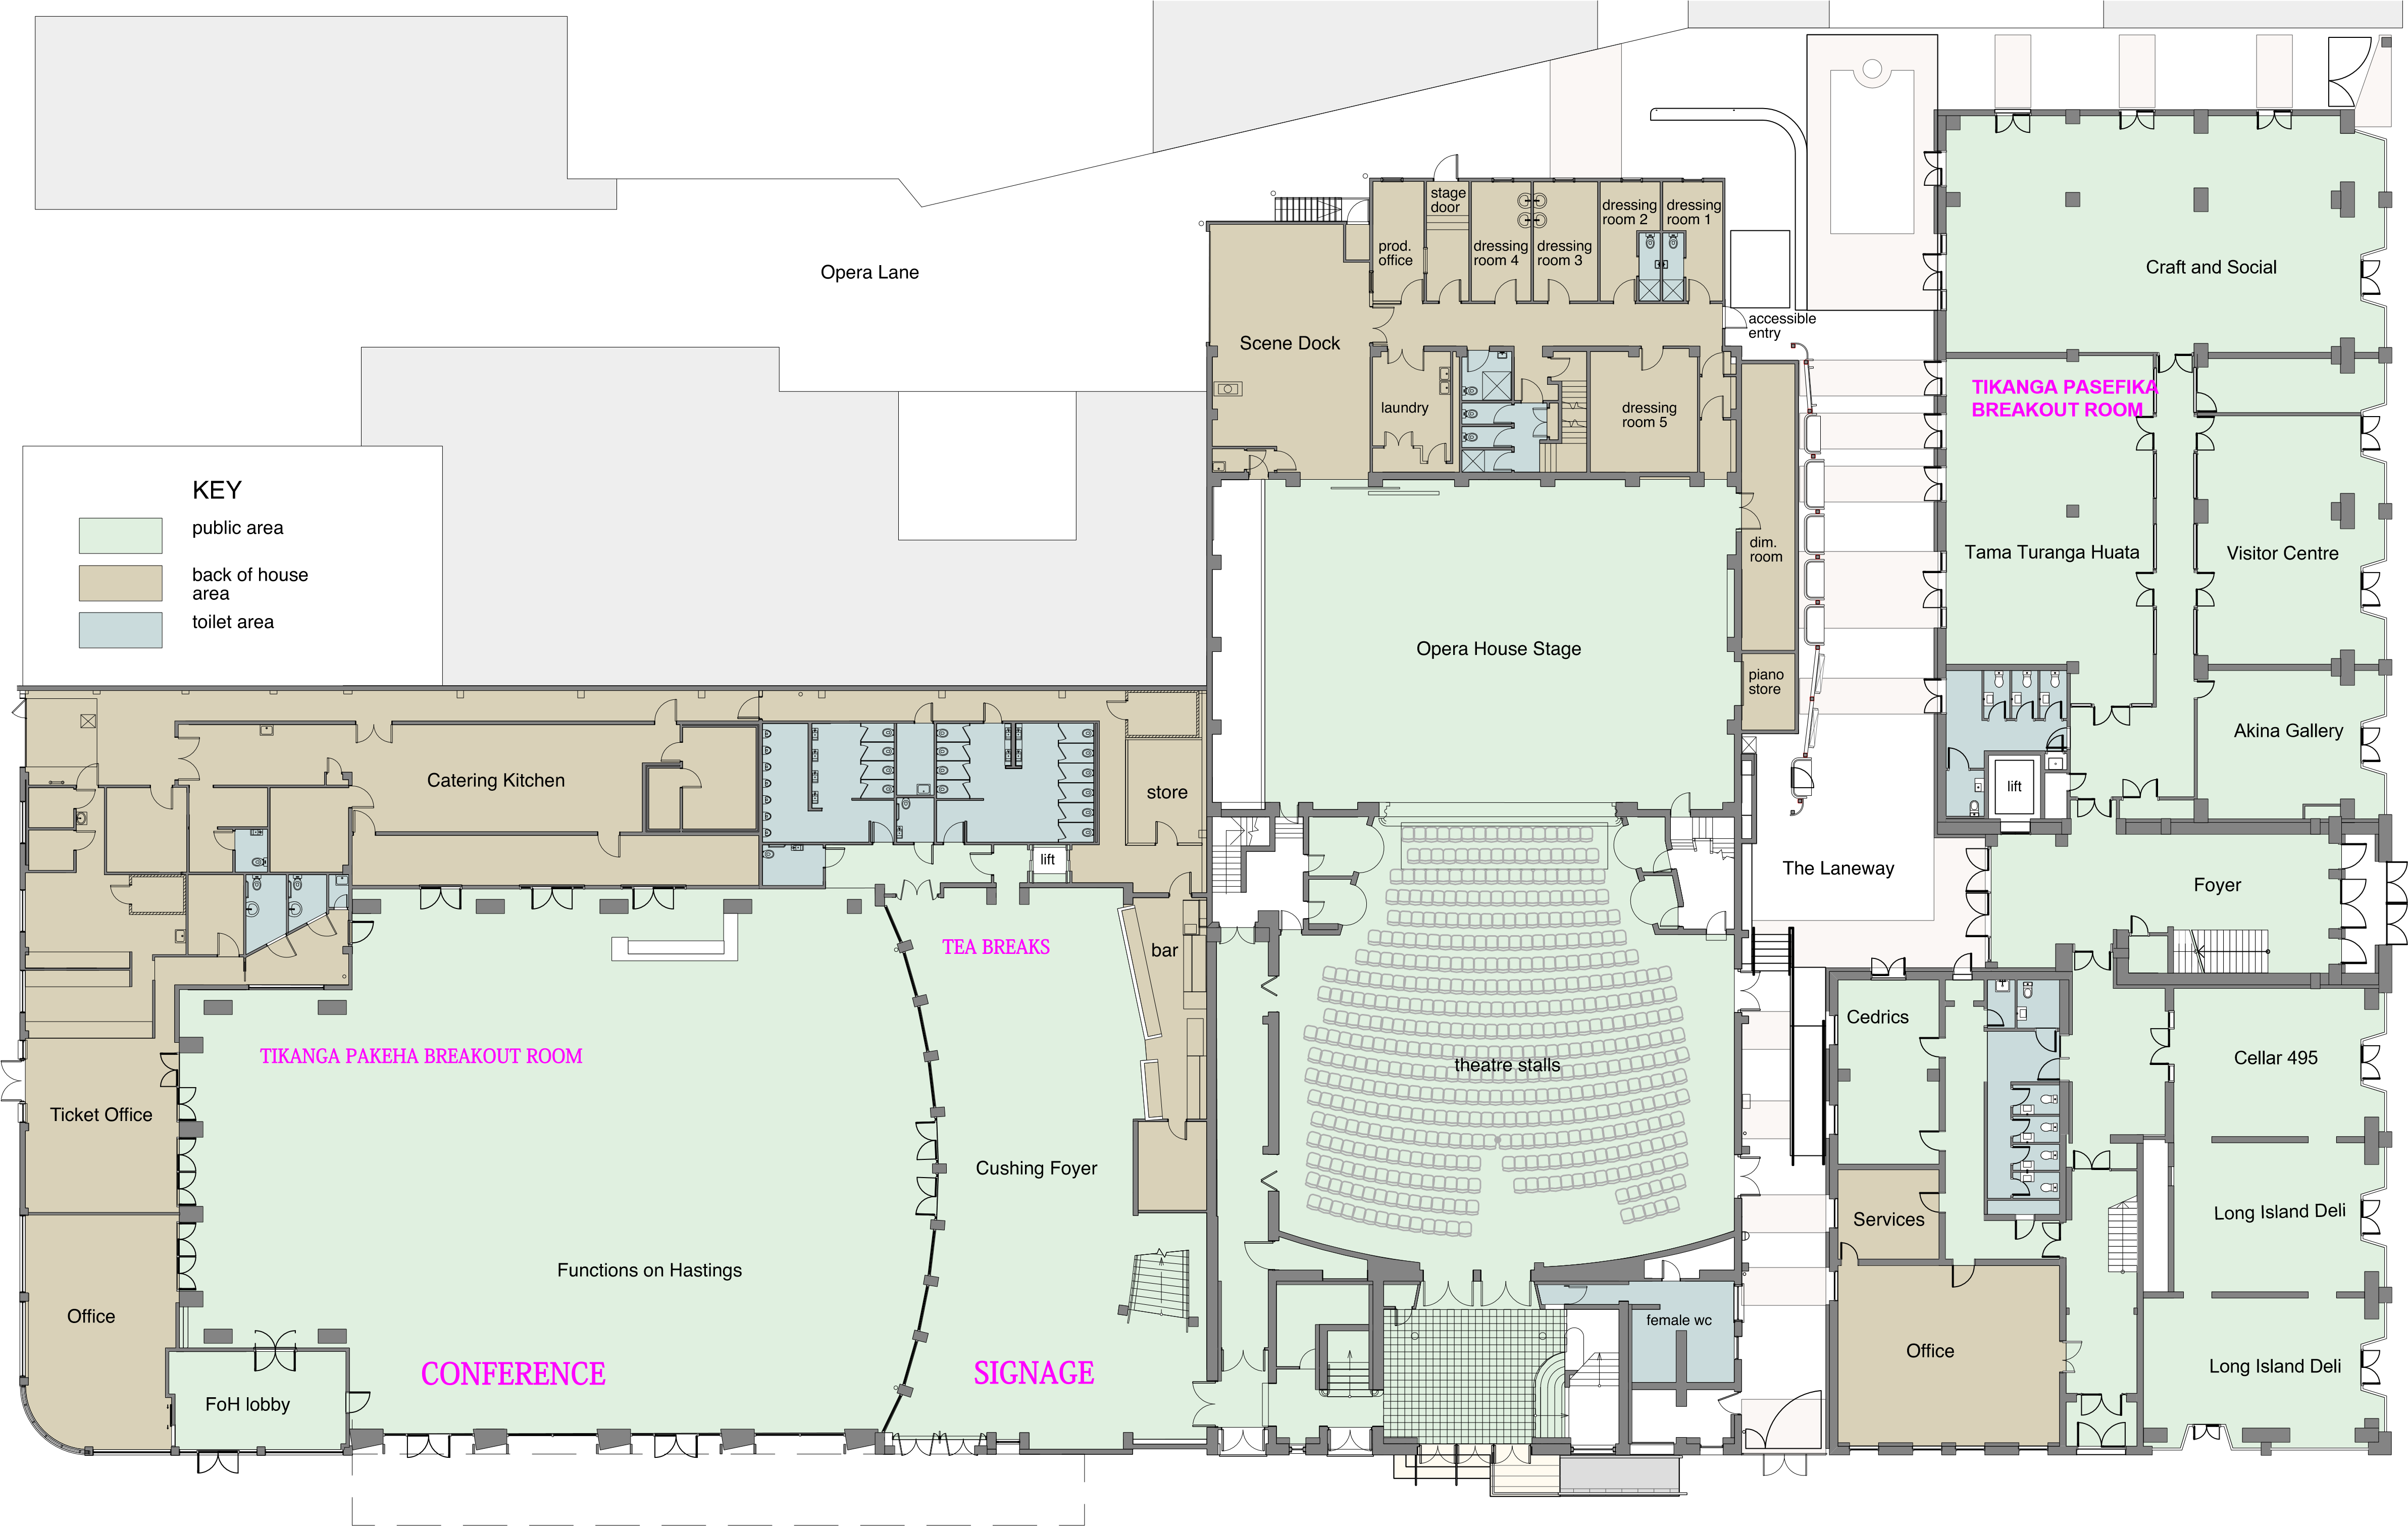 Opera Lane
KEY
public area
back of house
area
toilet area
stage
door
prod.
office
dressing
room 4
dressing
room 3
dressing
room 2
dressing
room 1
accessible
entry
Scene Dock
laundry
dressing
room 5
Craft and Social
TIKANGA PASEFIKA
BREAKOUT ROOM
dim.
room
Tama Turanga Huata
Visitor Centre
Opera House Stage
piano
store
Akina Gallery
lift
Catering Kitchen
store
lift
The Laneway
Foyer
TEA BREAKS
bar
Cedrics
TIKANGA PAKEHA BREAKOUT ROOM
theatre stalls
Cellar 495
Ticket Office
Cushing Foyer
Services
Long Island Deli
Functions on Hastings
Office
female wc
Office
Long Island Deli
CONFERENCE
SIGNAGE
FoH lobby